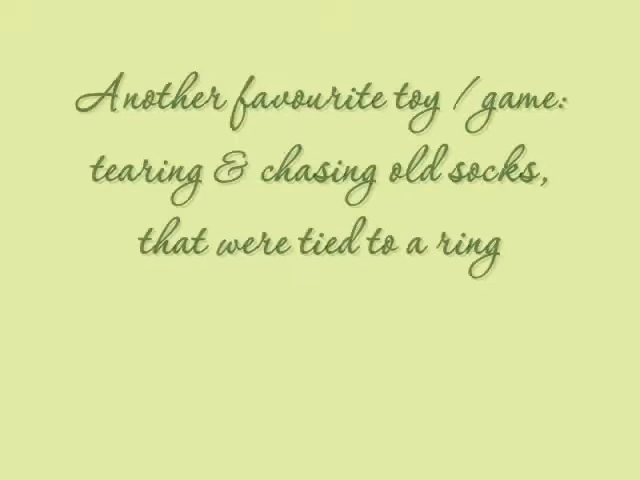 Another favourite toy / game:
tearing & chasing old socks,
that were tied to a ring